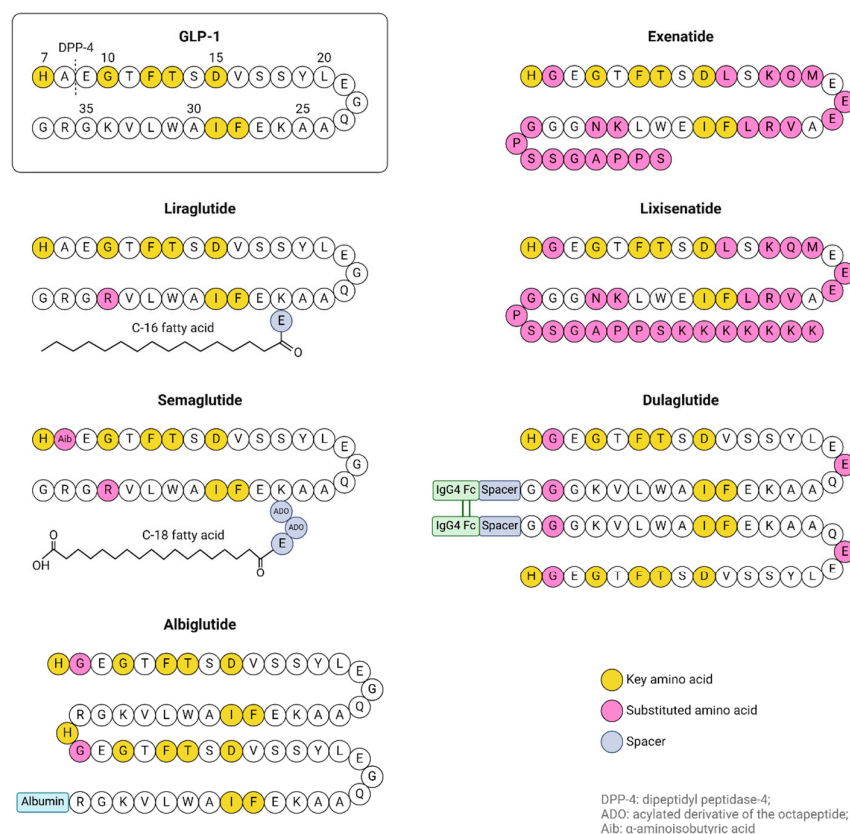 GLP-1
DPP-4
7 10 15 20
H A E G T F T S D V S S Y L E
G
35 30 25
G R G K V L W A I F E K A A Q
Exenatide
H G E G T F T S D L S K Q M E
E
G G G N K L W E I F L R V A E
P
S S G A P P S
Liraglutide
H A E G T F T S D V S S Y L E
G
G R G R V L W A I F E K A A Q
E
C-16 fatty acid
O
Lixisenatide
H G E G T F T S D L S K Q M E
E
G G G N K L W E I F L R V A E
P
S S G A P P S K K K K K K K
Semaglutide
H Aib E G T F T S D V S S Y L E
G
G R G R V L W A I F E K A A Q
ADO
ADO
E
C-18 fatty acid
O
OH
O
Dulaglutide
H G E G T F T S D V S S Y L E
E
IgG4 Fc Spacer G G G K V L W A I F E K A A Q
IgG4 Fc Spacer G G G K V L W A I F E K A A Q
E
H G E G T F T S D V S S Y L E
Albiglutide
H G E G T F T S D V S S Y L E
G
R G K V L W A I F E K A A Q
H
G E G T F T S D V S S Y L E
G
Albumin R G K V L W A I F E K A A Q
Key amino acid
Substituted amino acid
Spacer
DPP-4: dipeptidyl peptidase-4;
ADO: acylated derivative of the octapeptide;
Aib: α-aminoisobutyric acid